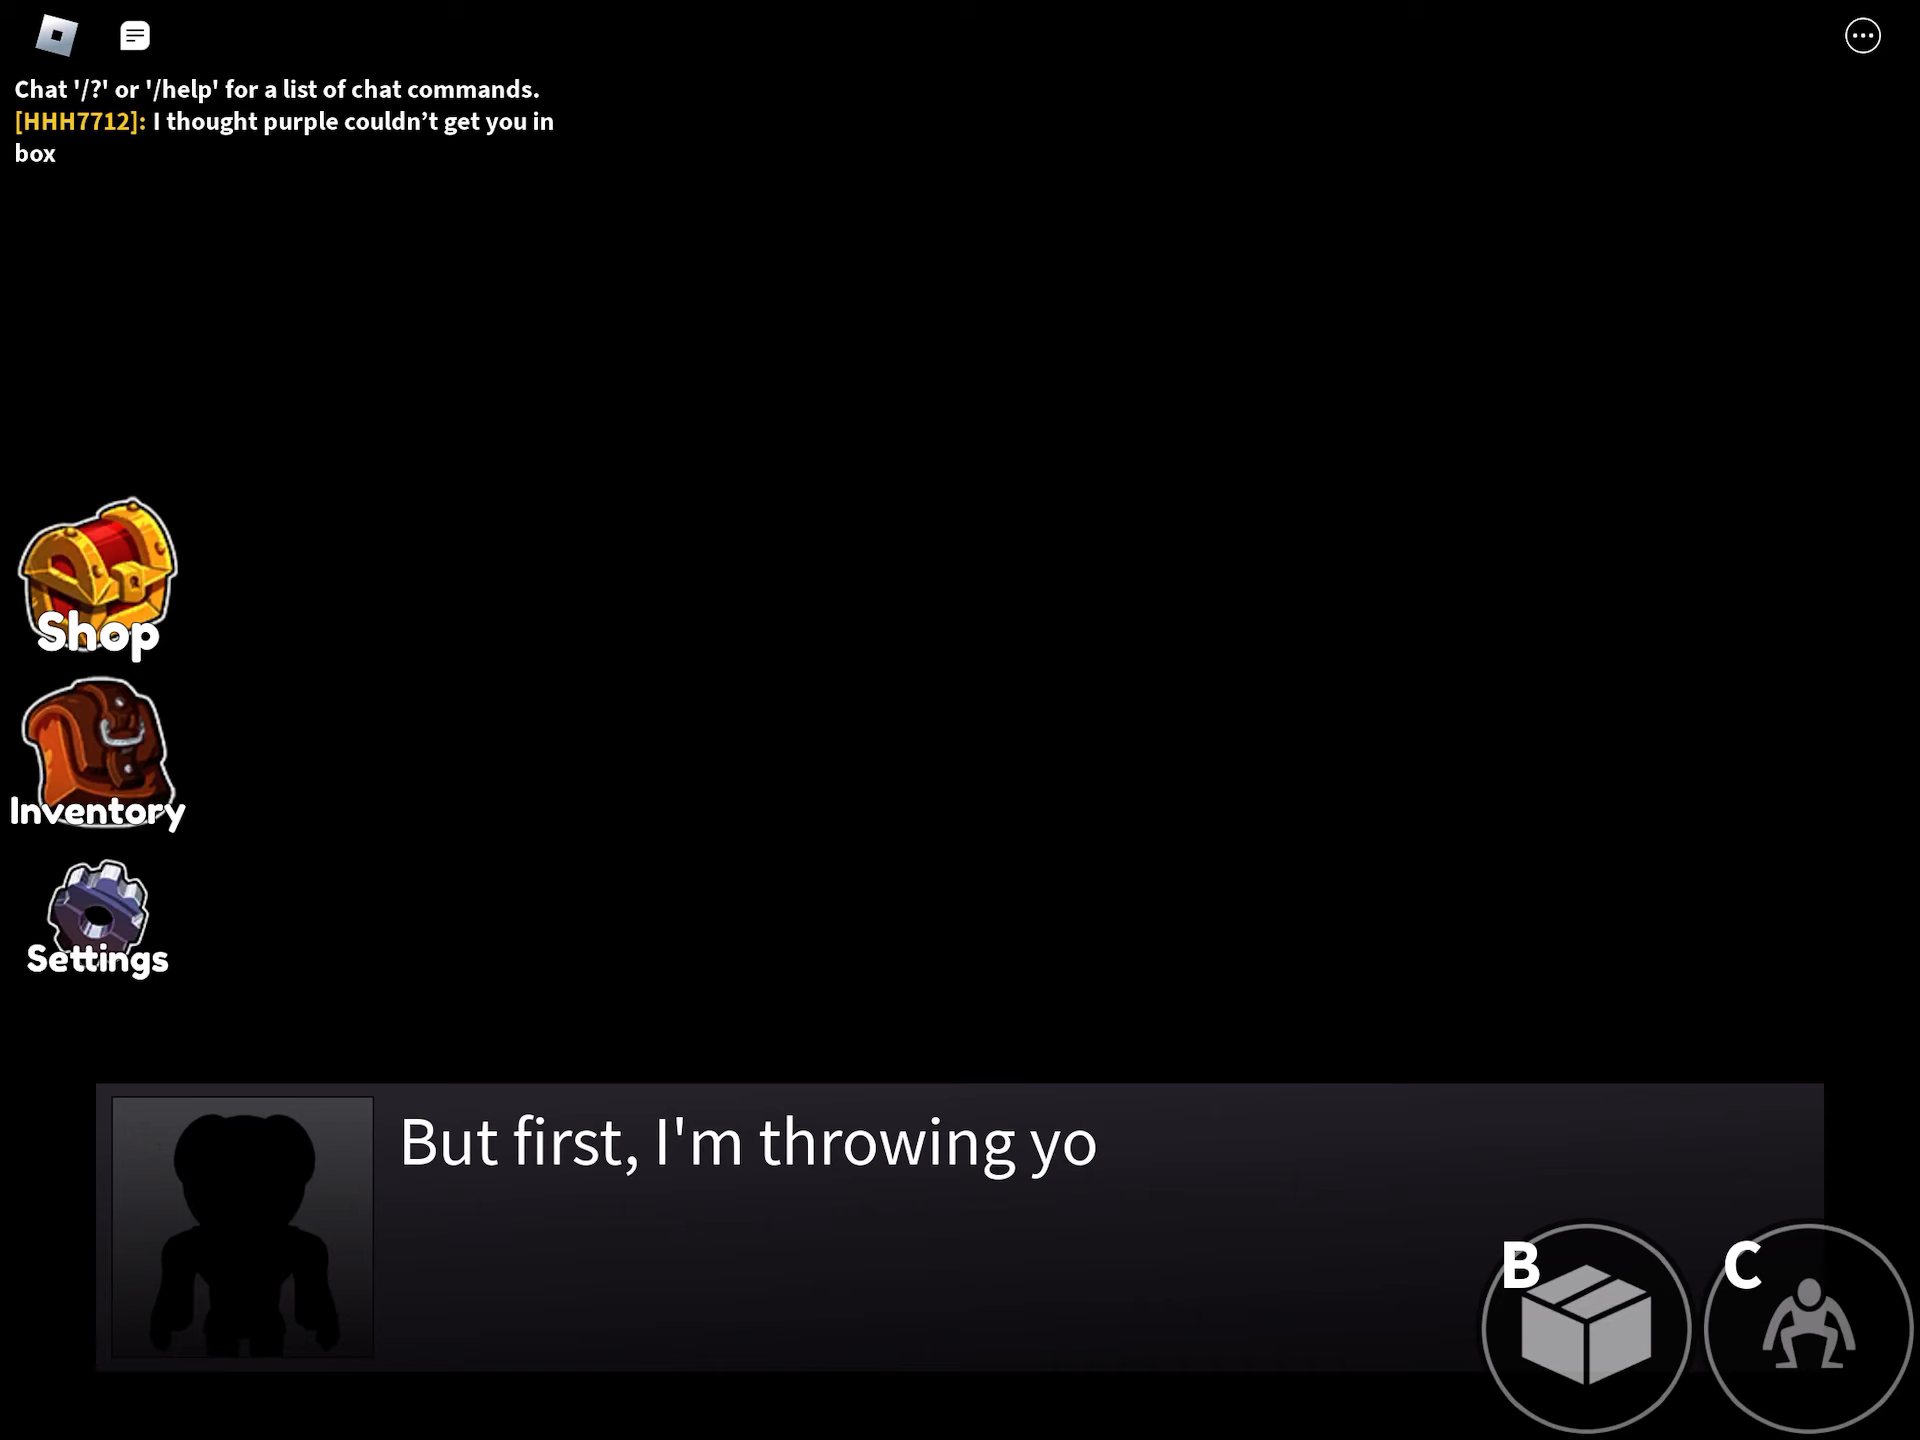 Chat '/?' or '/help' for a list of chat commands.
[HHH7712]: I thought purple couldn’t get you in
box
Shop
Inventory
Settings
But first, I'm throwing yo
B
C